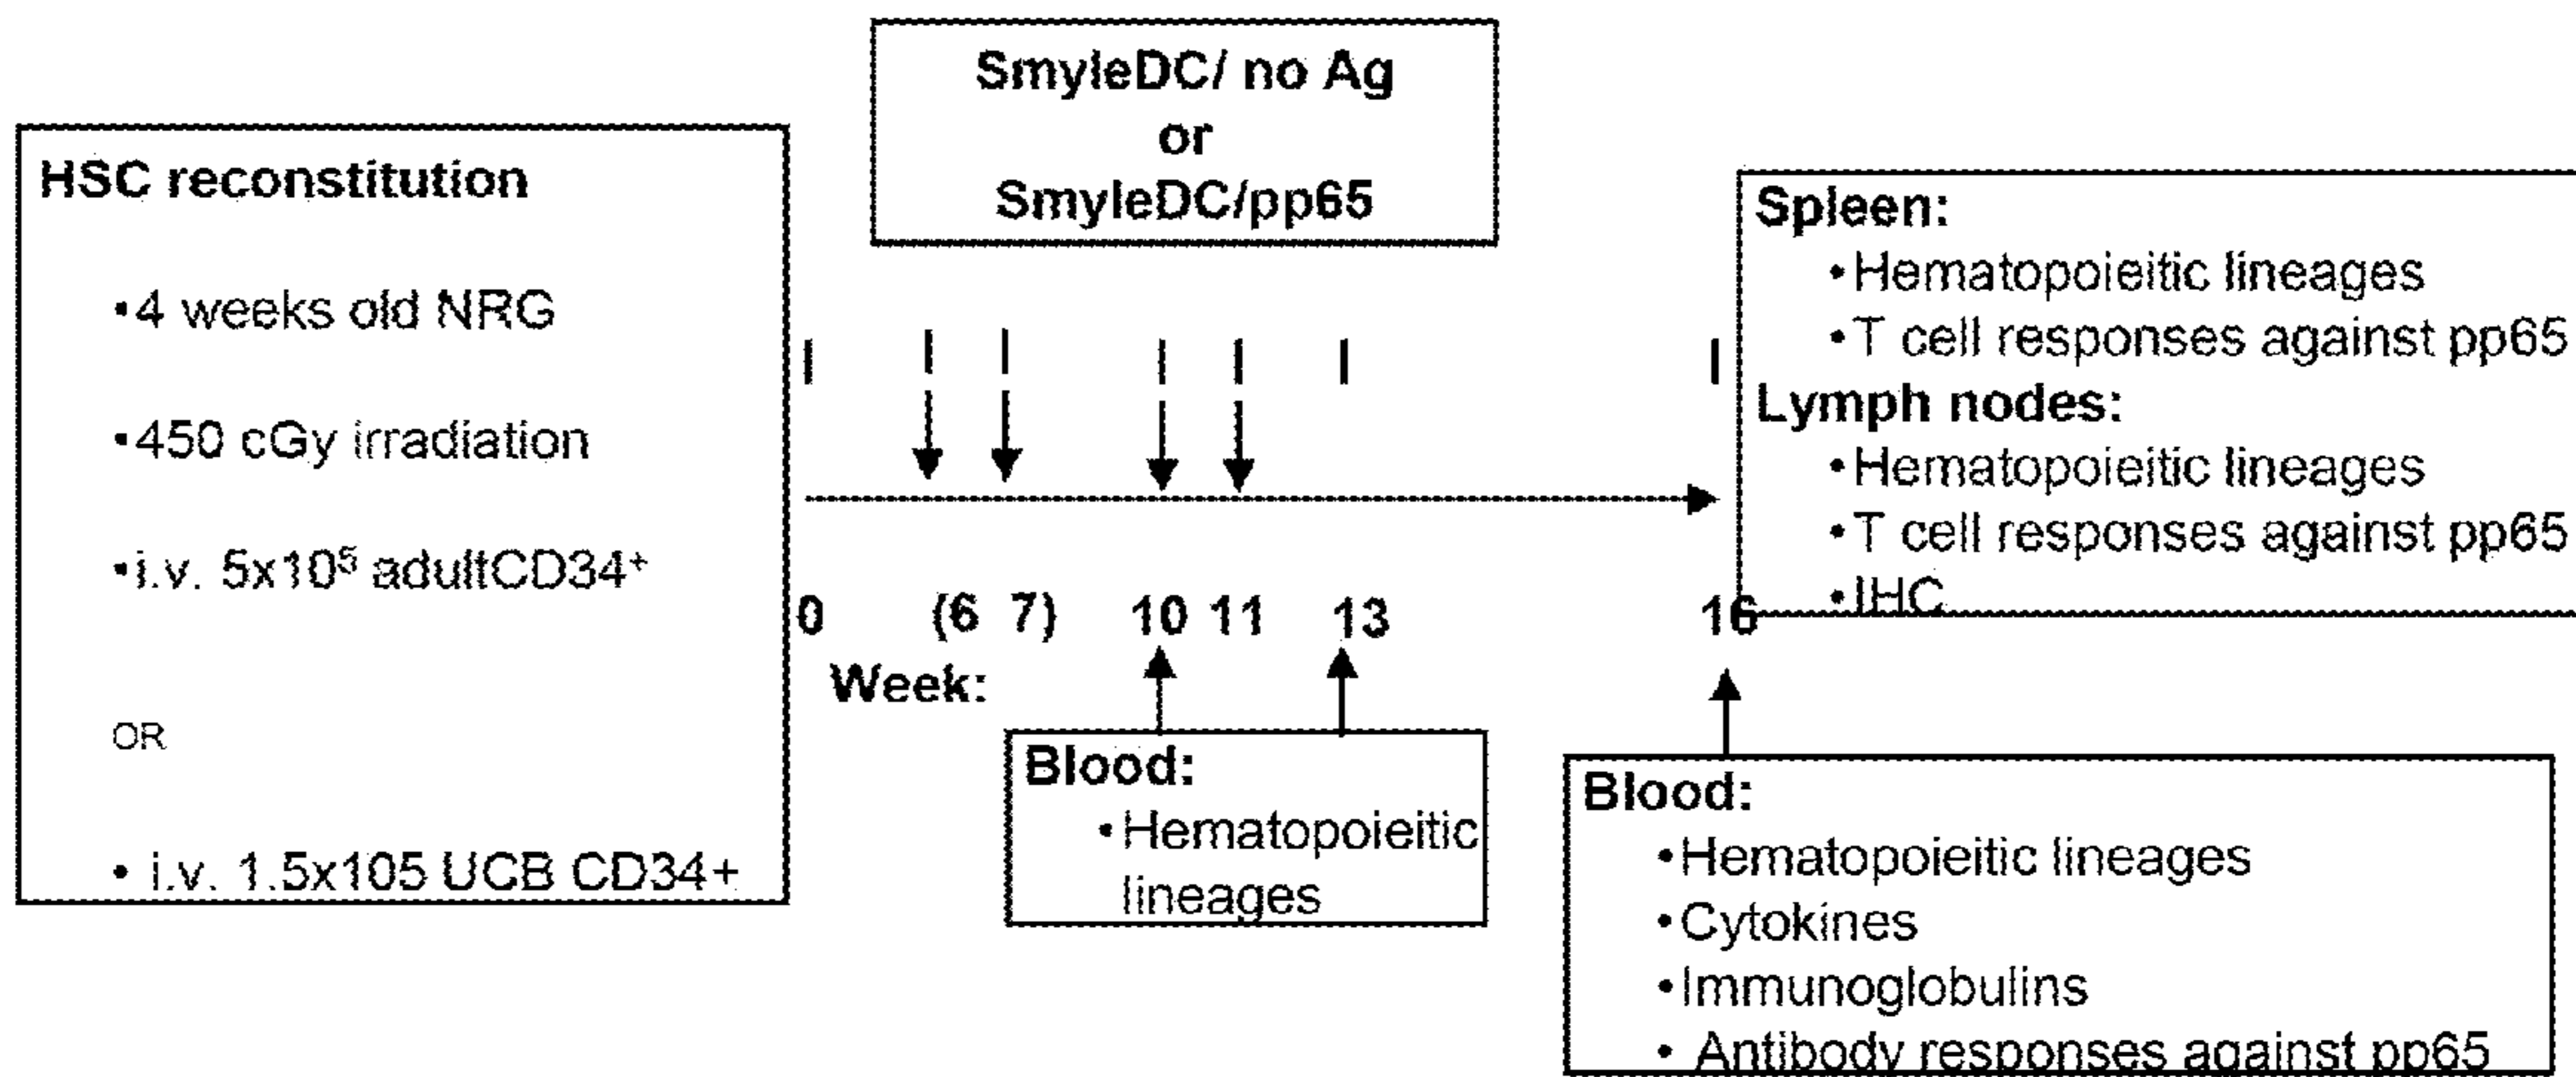 SmyleDC/ no Ag
or
SmyleDC/pp65
HSC reconstitution
•4 weeks old NRG
•450 cGy irradiation
•i.v. 5x10⁵ adultCD34⁺
OR
• i.v. 1.5x105 UCB CD34+
Spleen:
•Hematopoieitic lineages
•T cell responses against pp65
Lymph nodes:
•Hematopoieitic lineages
•T cell responses against pp65
•IHC
0 (6 7) 10 11 13 16
Week:
Blood:
•Hematopoieitic
lineages
Blood:
•Hematopoieitic lineages
•Cytokines
•Immunoglobulins
• Antibody responses against pp65